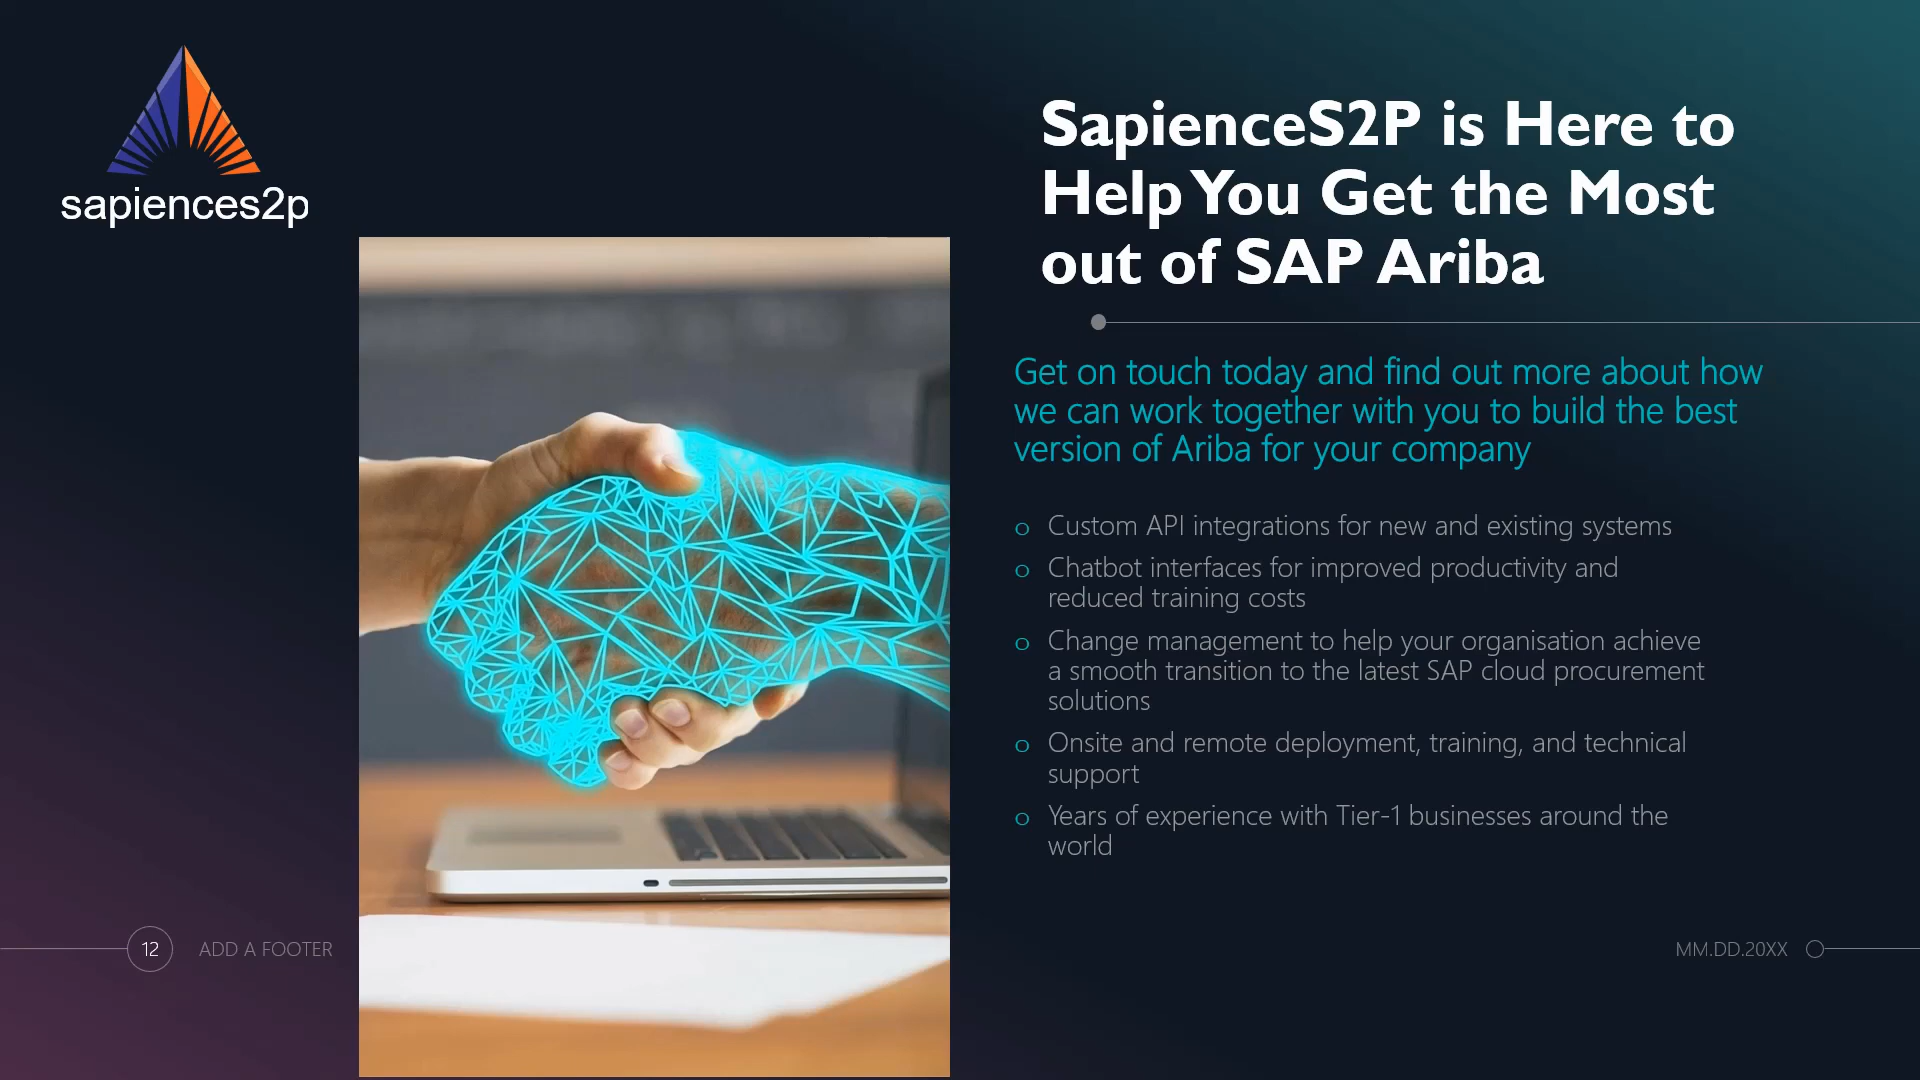 sapiences2p
SapienceS2P is Here to
Help You Get the Most
out of SAP Ariba
Get on touch today and find out more about how
we can work together with you to build the best
version of Ariba for your company
o Custom API integrations for new and existing systems
o Chatbot interfaces for improved productivity and
reduced training costs
o Change management to help your organisation achieve
a smooth transition to the latest SAP cloud procurement
solutions
o Onsite and remote deployment, training, and technical
support
o Years of experience with Tier-1 businesses around the
world
12 ADD A FOOTER
MM.DD.20XX